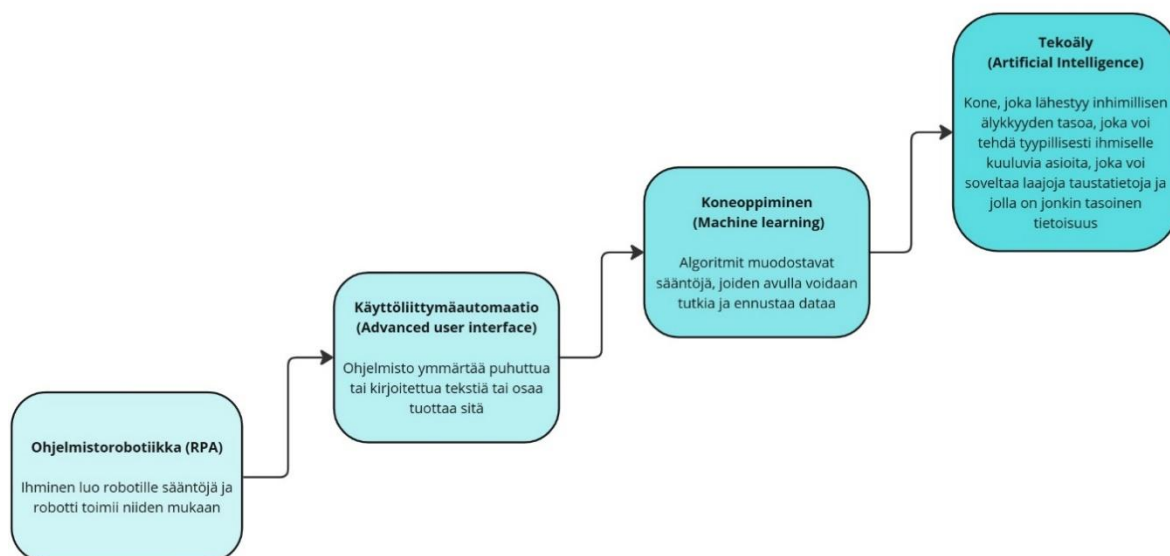 Tekoäly
(Artificial Intelligence)
Kone, joka lähestyy inhimillisen
älykkyyden tasoa, joka voi
tehdä tyypillisesti ihmiselle
kuuluvia asioita, joka voi
soveltaa laajoja taustatietoja ja
jolla on jonkin tasoinen
tietoisuus
Koneoppiminen
(Machine learning)
Algoritmit muodostavat
sääntöjä, joiden avulla voidaan
tutkia ja ennustaa dataa
Käyttöliittymäautomaatio
(Advanced user interface)
Ohjelmisto ymmärtää puhuttua
tai kirjoitettua tekstiä tai osaa
tuottaa sitä
Ohjelmistorobotiikka (RPA)
Ihminen luo robotille sääntöjä ja
robotti toimii niiden mukaan